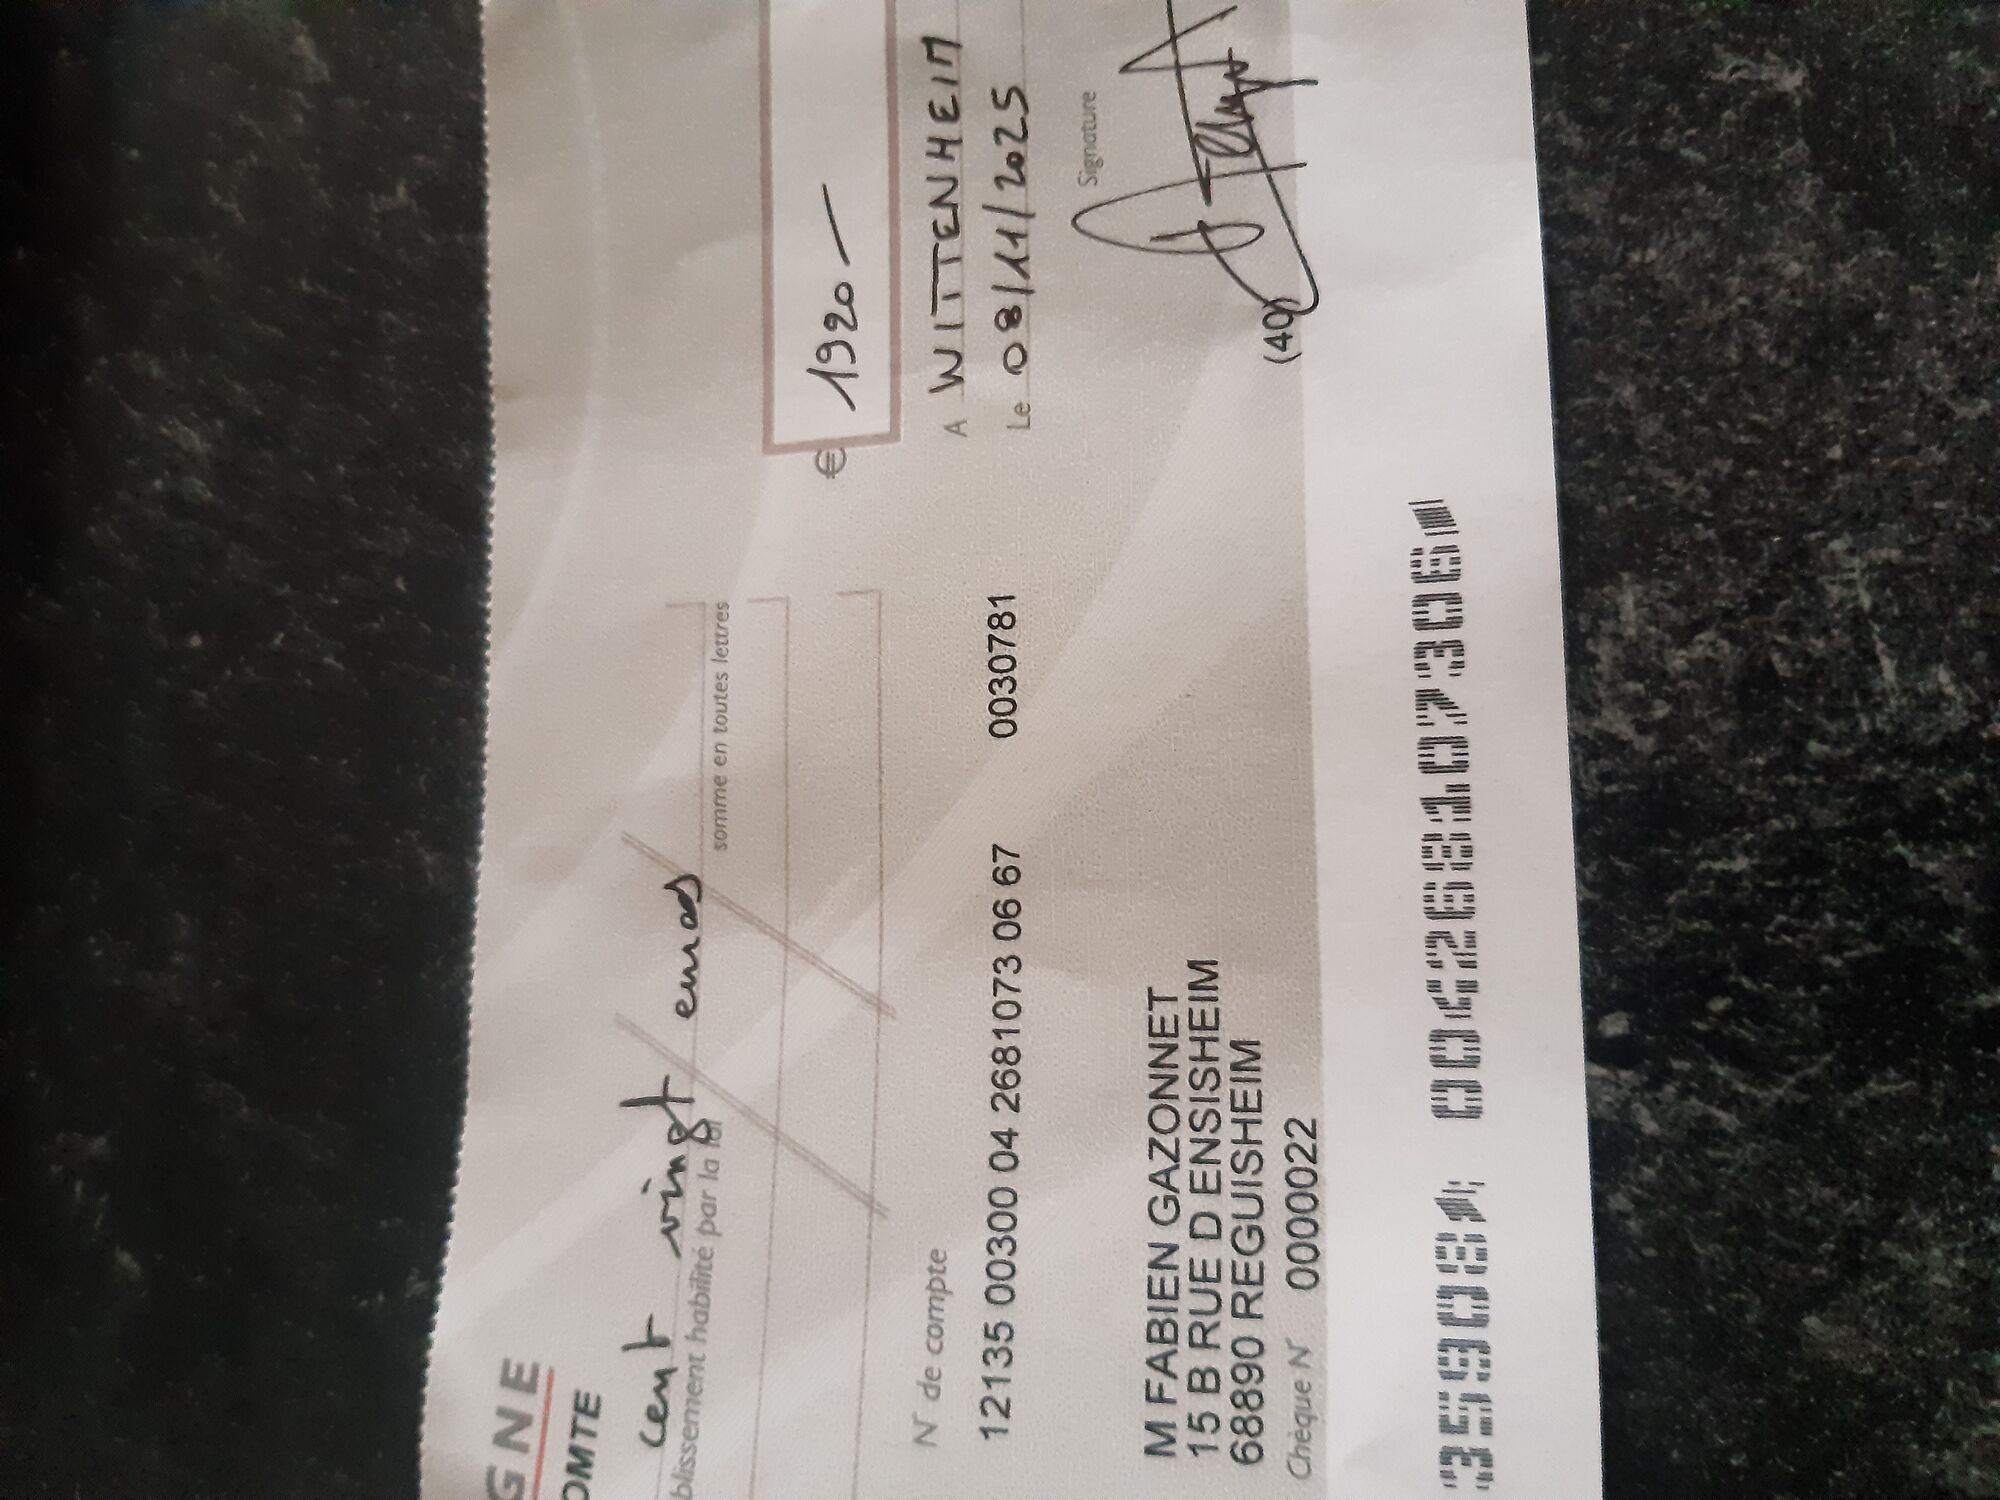 GNE
OMTE
cent vingt euros
blissement habilité par la loi
somme en toutes lettres
€ 1920 —
A WITTENHEIM
Le 08/11/2025
N° de compte
12135 00300 04 2681073 06 67 0030781
Signature
M FABIEN GAZONNET
15 B RUE D ENSISHEIM
68890 REGUISHEIM
Chèque N° 0000022
(40)